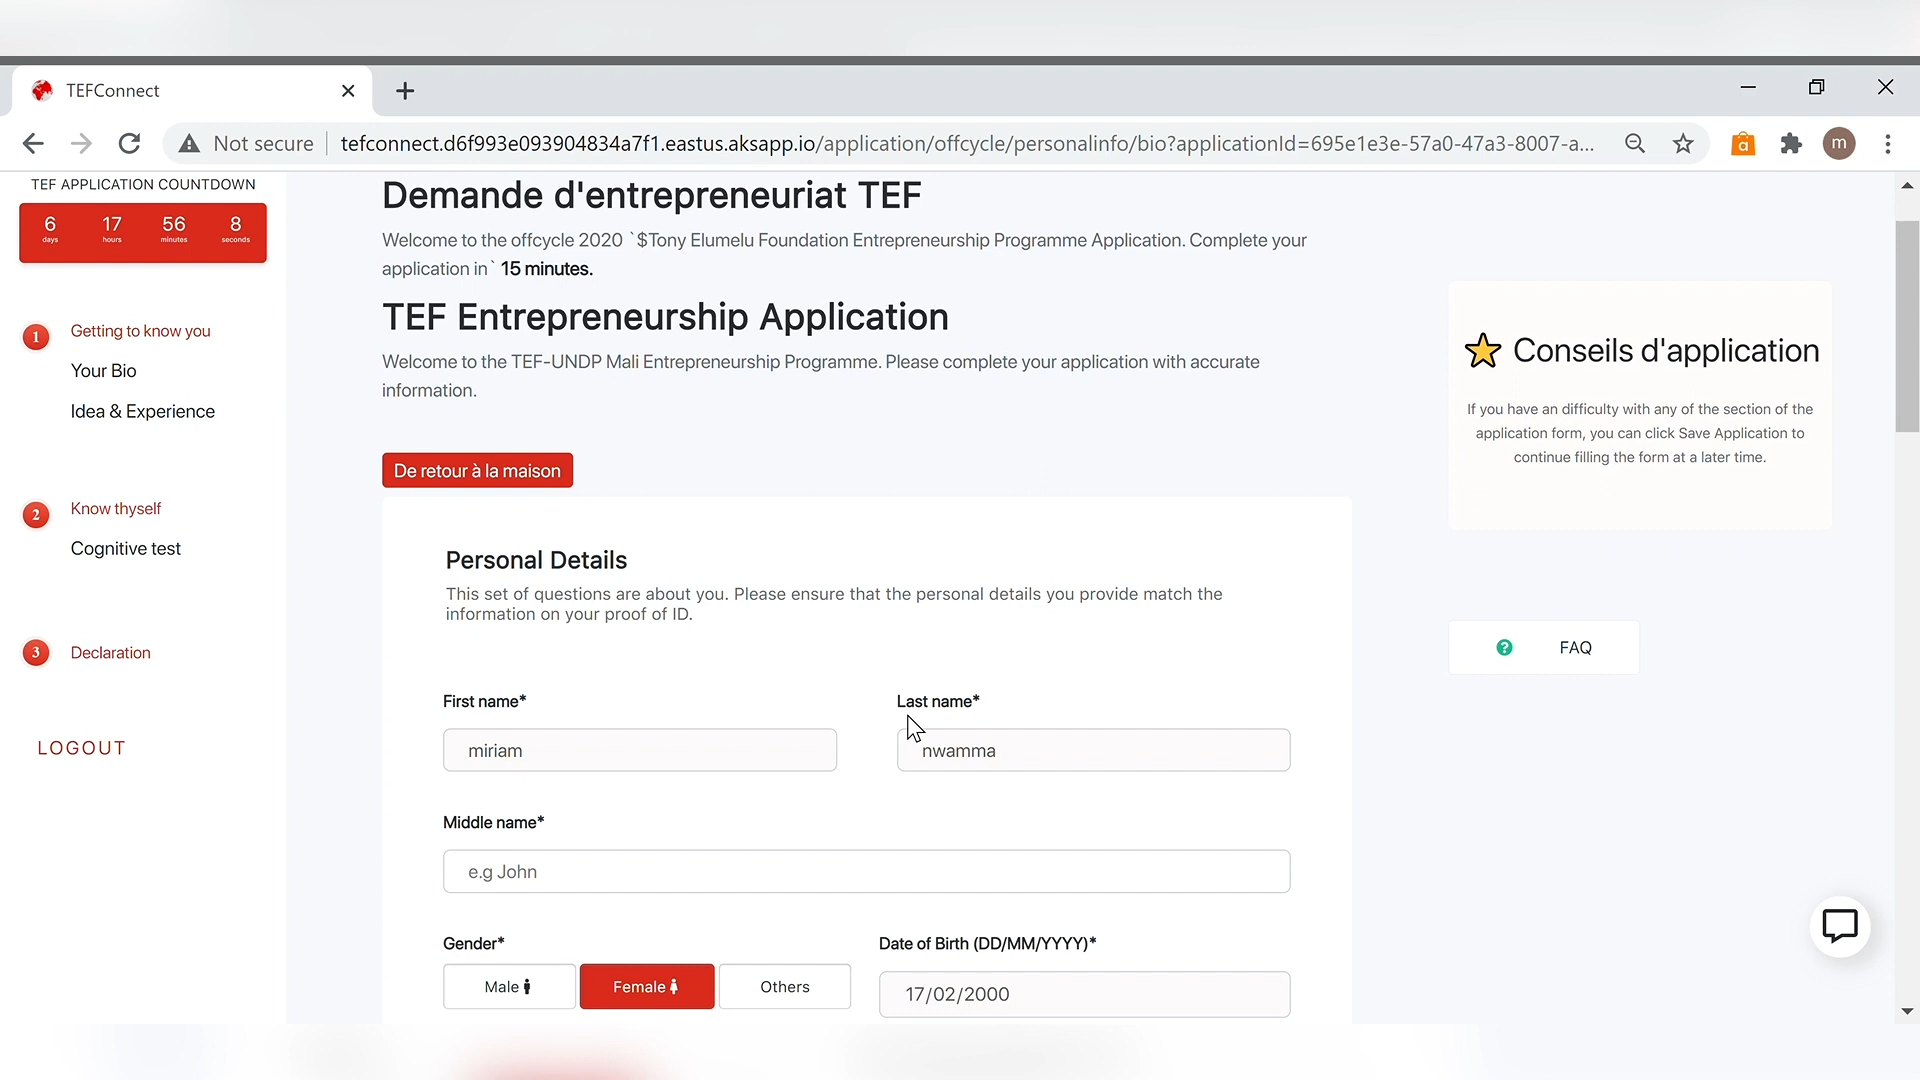 TEFConnect
Not secure
tefconnect.d6f993e093904834a7f1.eastus.aksapp.io/application/offcycle/personalinfo/bio?applicationId=695e1e3e-57a0-47a3-8007-a...
a
m
TEF APPLICATION COUNTDOWN
6 17 56 8
days hours minutes seconds
1 Getting to know you
Your Bio
Idea & Experience
2 Know thyself
Cognitive test
3 Declaration
LOGOUT
Demande d'entrepreneuriat TEF
Welcome to the offcycle 2020 `$Tony Elumelu Foundation Entrepreneurship Programme Application. Complete your
application in` 15 minutes.
TEF Entrepreneurship Application
Welcome to the TEF-UNDP Mali Entrepreneurship Programme. Please complete your application with accurate
information.
De retour à la maison
Personal Details
This set of questions are about you. Please ensure that the personal details you provide match the
information on your proof of ID.
First name* Last name*
miriam nwamma
Middle name*
e.g John
Gender* Date of Birth (DD/MM/YYYY)*
Male Female Others 17/02/2000
Conseils d'application
If you have an difficulty with any of the section of the
application form, you can click Save Application to
continue filling the form at a later time.
? FAQ